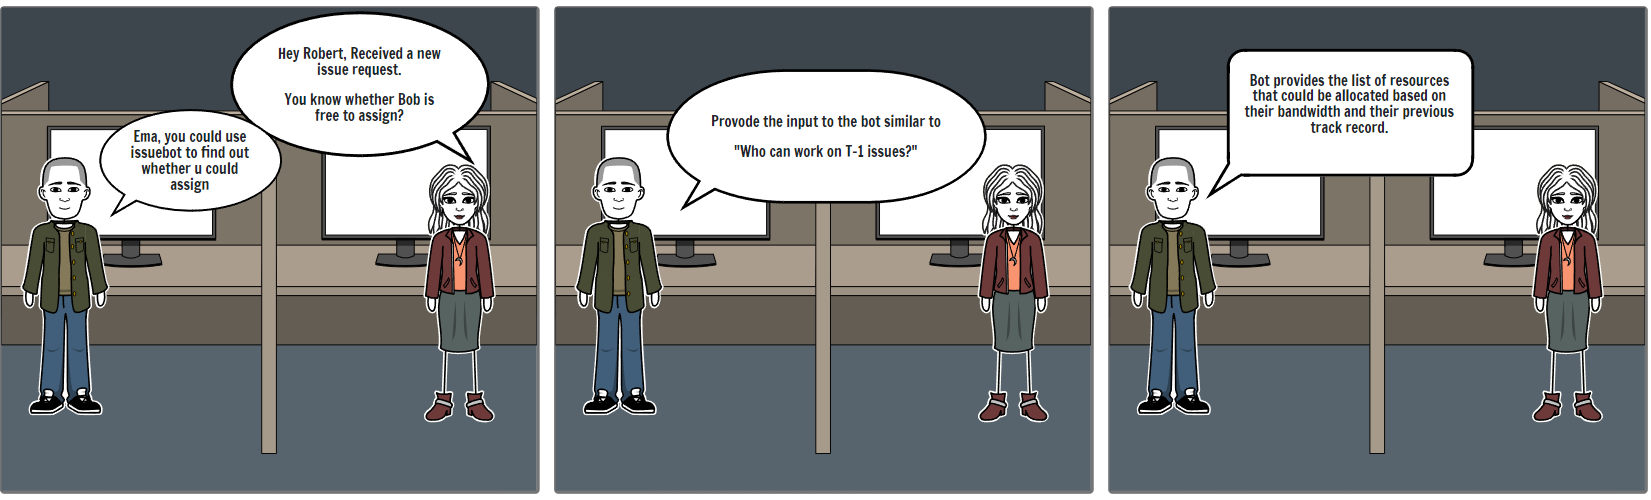 Hey Robert, Received a new
issue request.
You know whether Bob is
free to assign?
Ema, you could use
issuebot to find out
whether u could
assign
Provode the input to the bot similar to
"Who can work on T-1 issues?"
Bot provides the list of resources
that could be allocated based on
their bandwidth and their previous
track record.